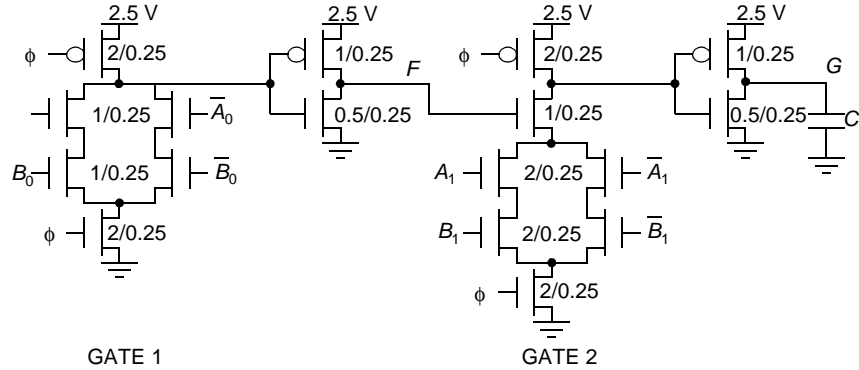 2.5 V 2.5 V 2.5 V 2.5 V
ϕ 2/0.25 1/0.25 F ϕ 2/0.25 1/0.25 G
1/0.25 A̅₀ 0.5/0.25 1/0.25 0.5/0.25 C
B₀ 1/0.25 B̅₀ A₁ 2/0.25 A̅₁
ϕ 2/0.25 B₁ 2/0.25 B̅₁
ϕ 2/0.25
GATE 1 GATE 2